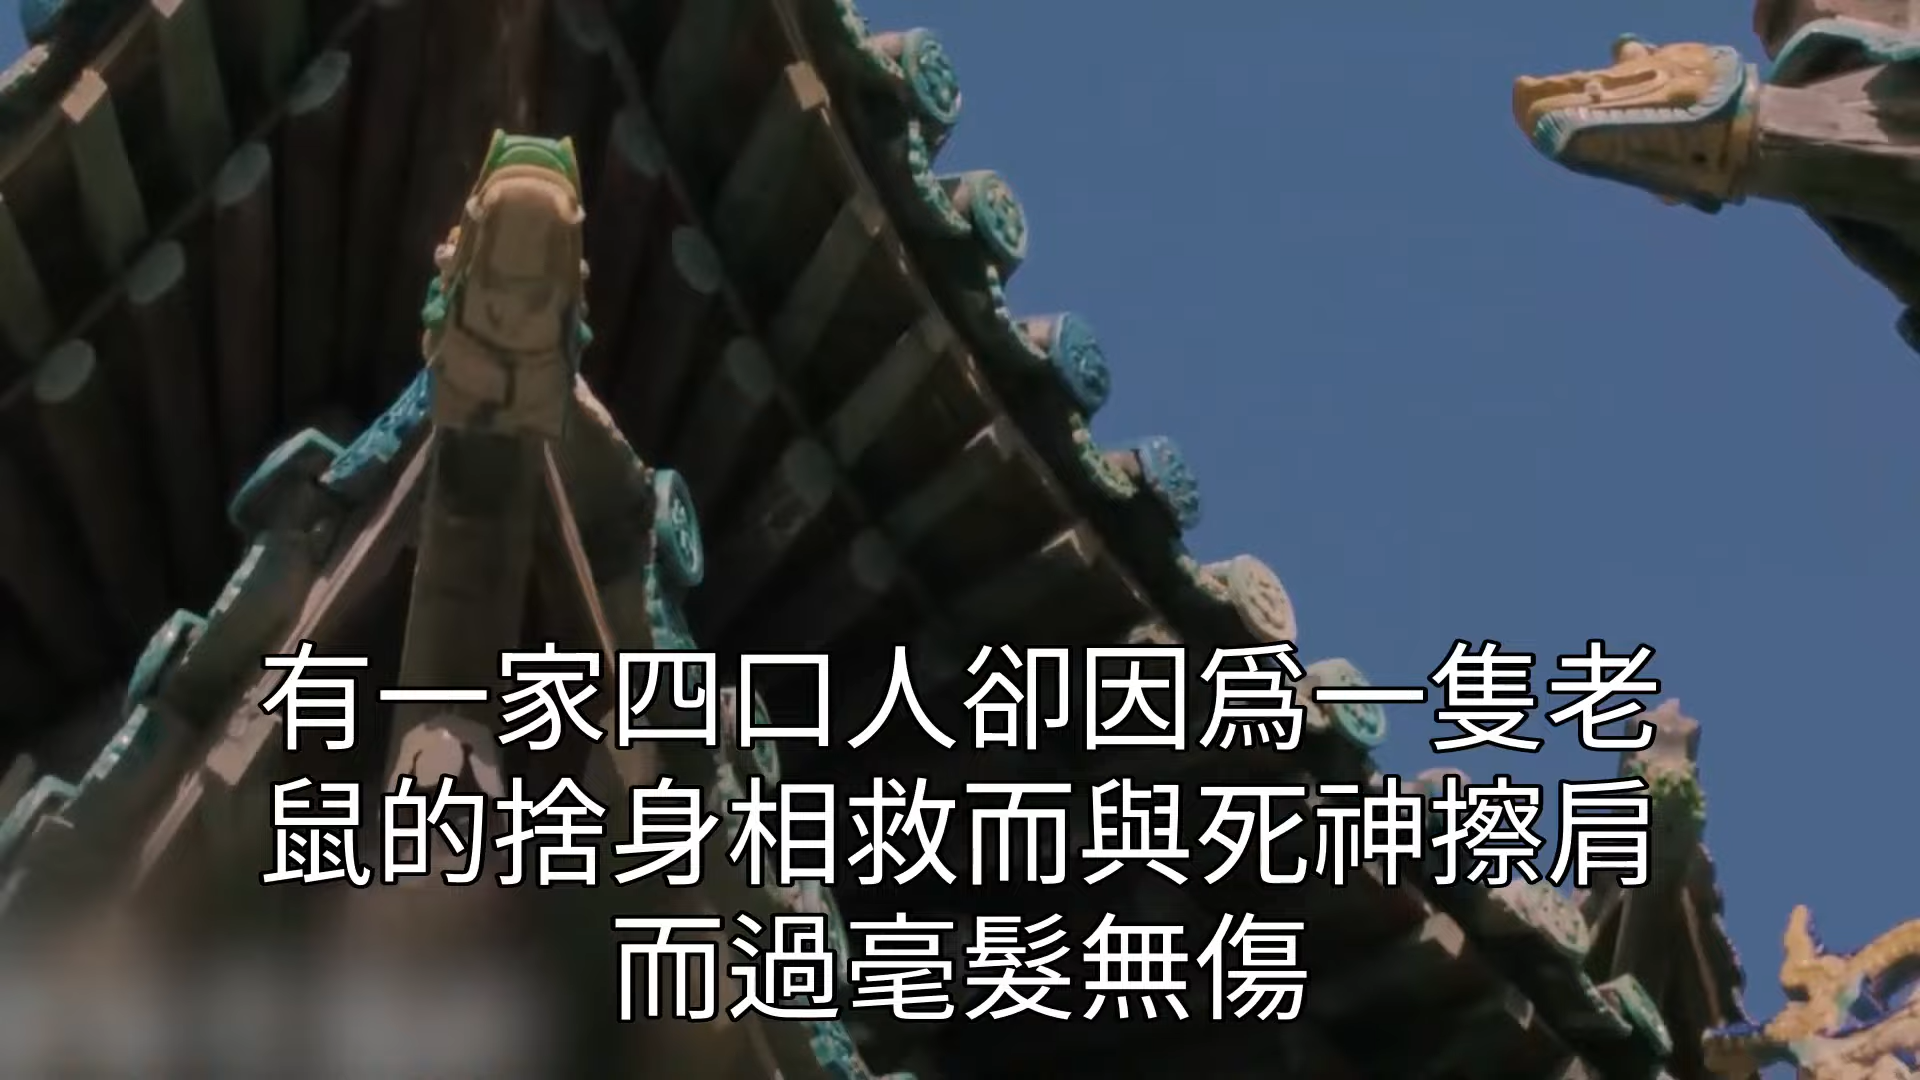 有一家四口人卻因爲一隻老
鼠的捨身相救而與死神擦肩
而過毫髮無傷